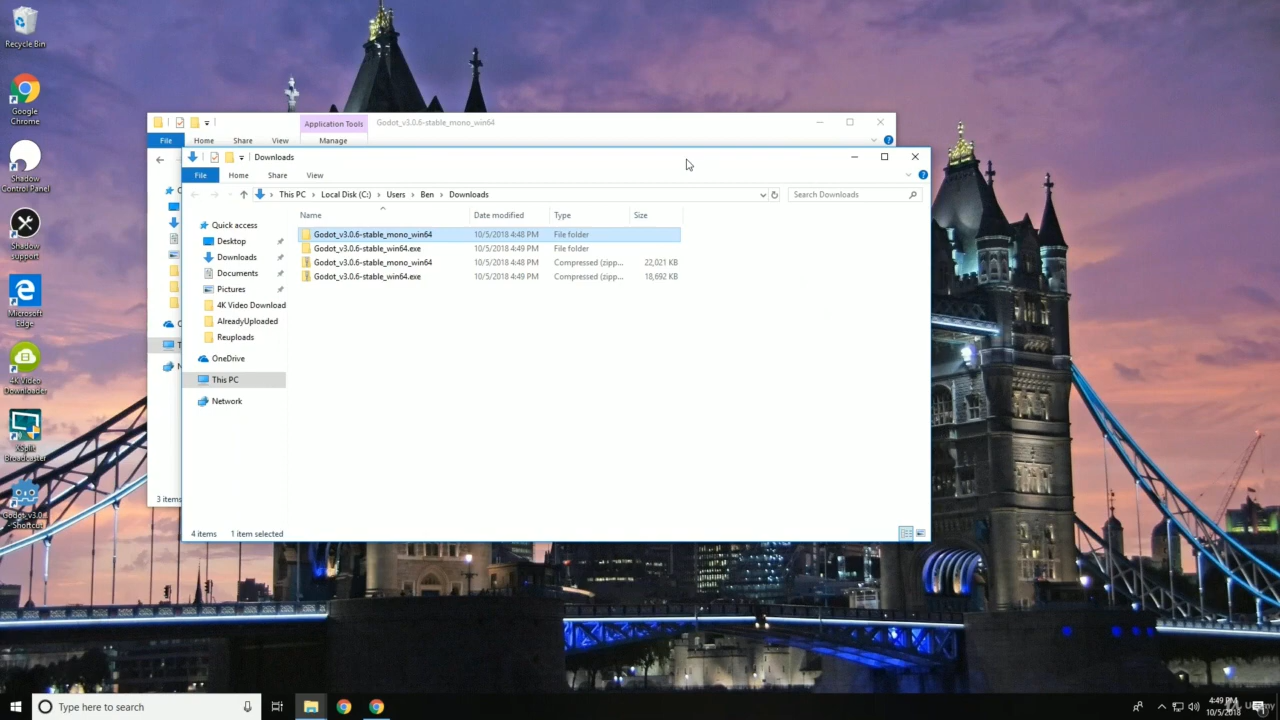 Recycle Bin
Google
Chrome
Shadow
Control Panel
Shadow
support
Microsoft
Edge
4K Video
Downloader
XSplit
Broadcaster
Godot_v3.0...
- Shortcut
Application Tools
Godot_v3.0.6-stable_mono_win64
File
Home
Share
View
Manage
3 items
Downloads
File
Home
Share
View
This PC
Local Disk (C:)
Users
Ben
Downloads
Search Downloads
Name
Date modified
Type
Size
Godot_v3.0.6-stable_mono_win64 10/5/2018 4:48 PM File folder
Godot_v3.0.6-stable_win64.exe 10/5/2018 4:49 PM File folder
Godot_v3.0.6-stable_mono_win64 10/5/2018 4:48 PM Compressed (zipp... 22,021 KB
Godot_v3.0.6-stable_win64.exe 10/5/2018 4:49 PM Compressed (zipp... 18,692 KB
Quick access
Desktop
Downloads
Documents
Pictures
4K Video Download
AlreadyUploaded
Reuploads
OneDrive
This PC
Network
4 items 1 item selected
Type here to search
4:49 PM
10/5/2018
Udemy